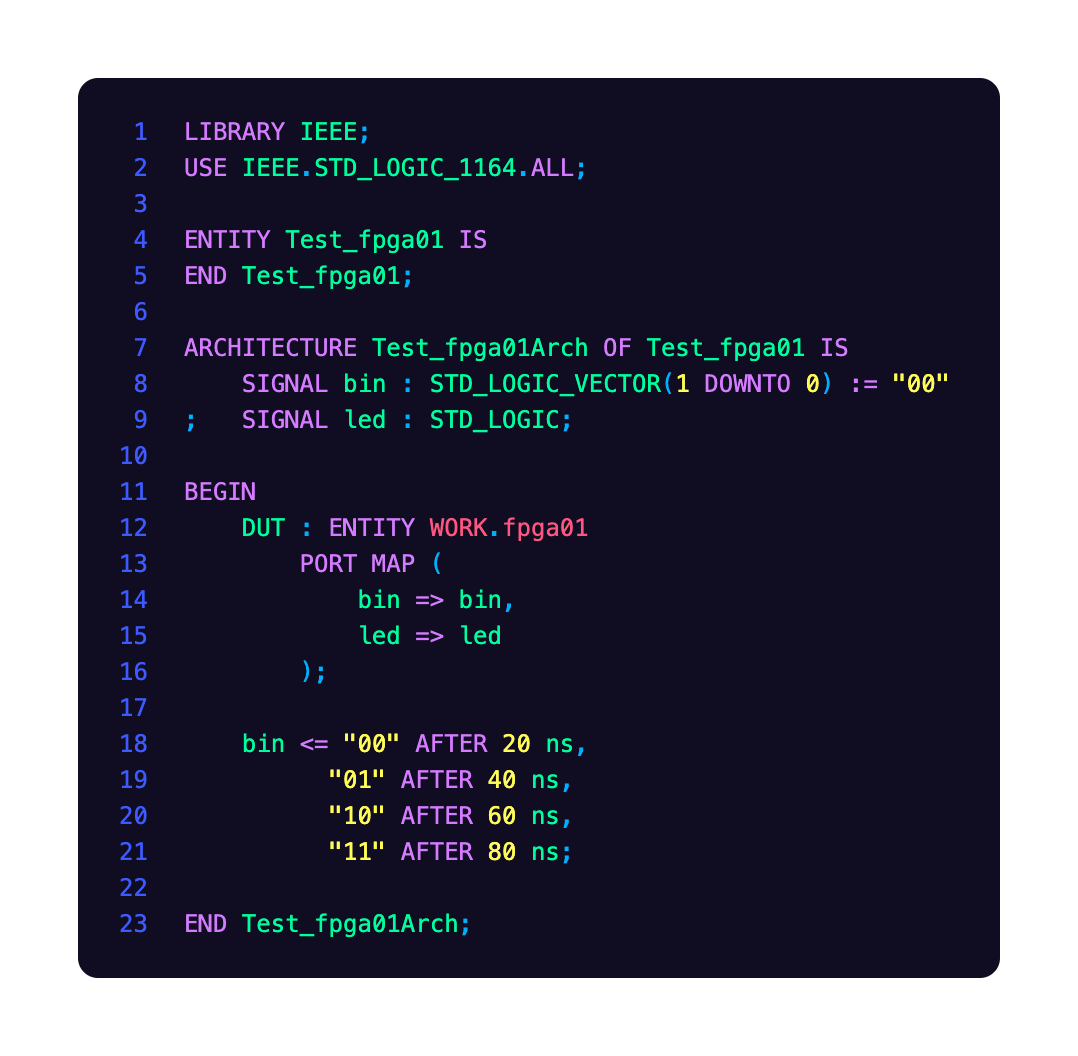 1 LIBRARY IEEE;
2 USE IEEE.STD_LOGIC_1164.ALL;
3
4 ENTITY Test_fpga01 IS
5 END Test_fpga01;
6
7 ARCHITECTURE Test_fpga01Arch OF Test_fpga01 IS
8     SIGNAL bin : STD_LOGIC_VECTOR(1 DOWNTO 0) := "00"
9 ;   SIGNAL led : STD_LOGIC;
10
11 BEGIN
12     DUT : ENTITY WORK.fpga01
13         PORT MAP (
14             bin => bin,
15             led => led
16         );
17
18     bin <= "00" AFTER 20 ns,
19           "01" AFTER 40 ns,
20           "10" AFTER 60 ns,
21           "11" AFTER 80 ns;
22
23 END Test_fpga01Arch;